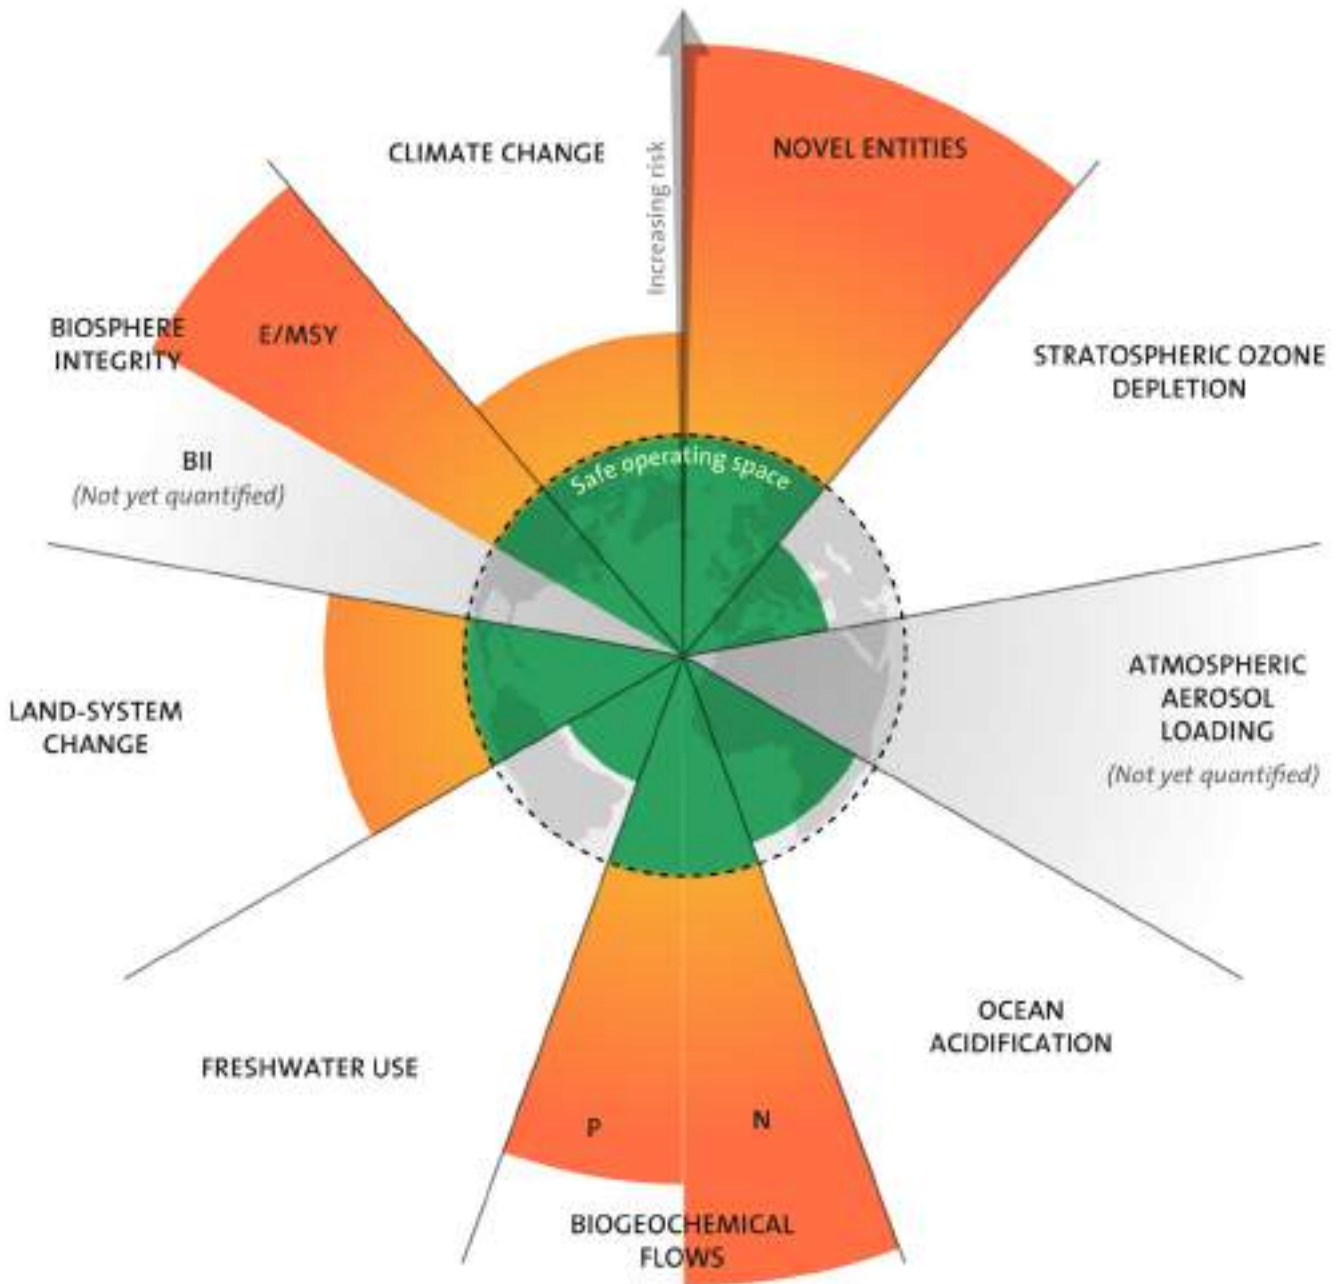 CLIMATE CHANGE
Increasing risk
NOVEL ENTITIES
BIOSPHERE
INTEGRITY
E/MSY
STRATOSPHERIC OZONE
DEPLETION
BII
(Not yet quantified)
Safe operating space
LAND-SYSTEM
CHANGE
ATMOSPHERIC
AEROSOL
LOADING
(Not yet quantified)
FRESHWATER USE
OCEAN
ACIDIFICATION
P
N
BIOGEOCHEMICAL
FLOWS